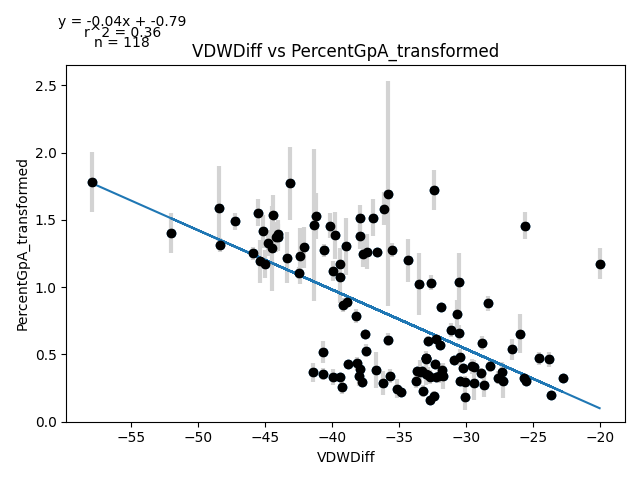 y = -0.04x + -0.79
r^2 = 0.36
n = 118
VDWDiff vs PercentGpA_transformed
PercentGpA_transformed
2.5
2.0
1.5
1.0
0.5
0.0
−55 −50 −45 −40 −35 −30 −25 −20
VDWDiff